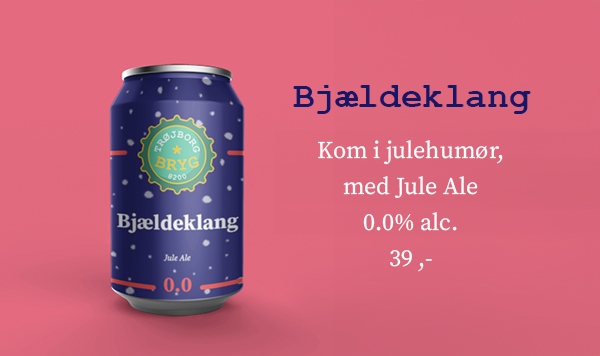 TRØJBORG
BRYG
8200
Bjældeklang
Jule Ale
0.0
Bjældeklang
Kom i julehumør,
med Jule Ale
0.0% alc.
39 ,-